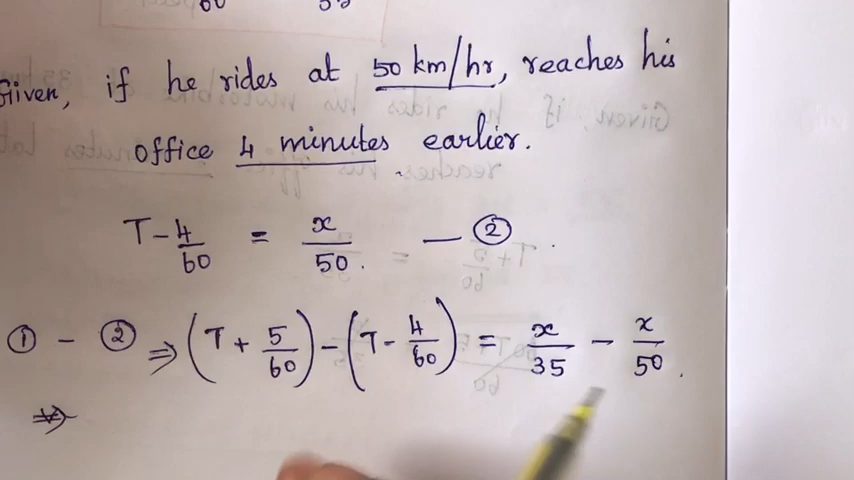 60
Given, if he rides at 50 km/hr, reaches his
office 4 minutes earlier.
T - 4/60 = x/50. — ②
① - ② ⇒ (T + 5/60) - (T - 4/60) = x/35 - x/50.
⇒